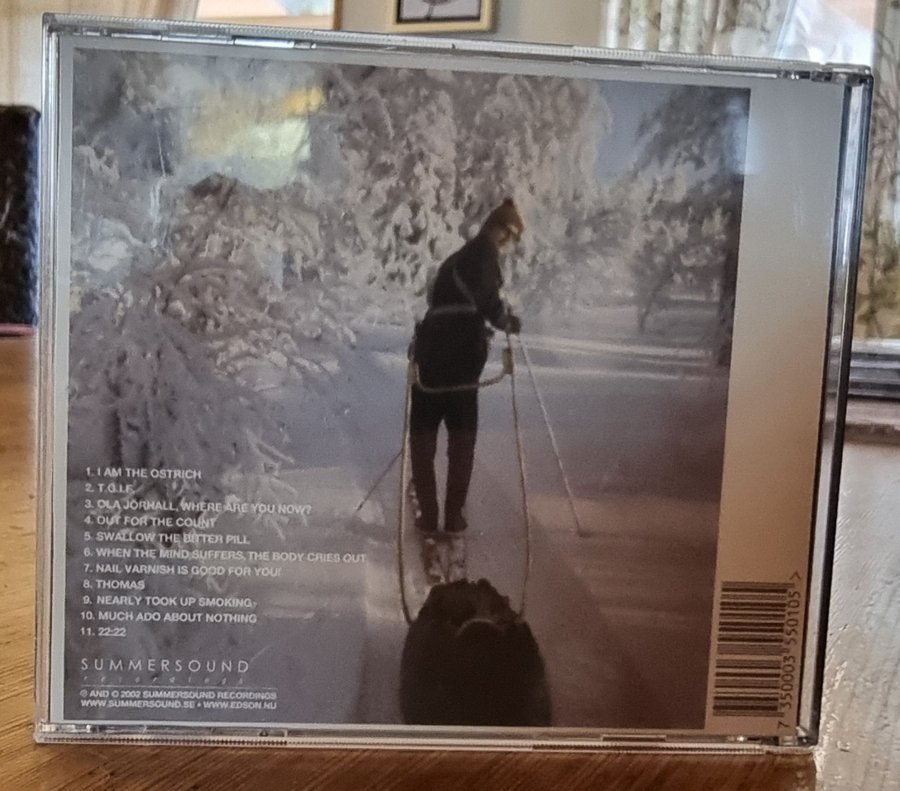 1. I AM THE OSTRICH
2. T.G.I.F.
3. OLA JORHALL, WHERE ARE YOU NOW?
4. OUT FOR THE COUNT
5. SWALLOW THE BITTER PILL
6. WHEN THE MIND SUFFERS, THE BODY CRIES OUT
7. NAIL VARNISH IS GOOD FOR YOU!
8. THOMAS
9. NEARLY TOOK UP SMOKING
10. MUCH ADO ABOUT NOTHING
11. 22:22
SUMMERSOUND
recordings
℗ AND © 2002 SUMMERSOUND RECORDINGS
WWW.SUMMERSOUND.SE • WWW.EDSON.NU
7 350003 550105 >